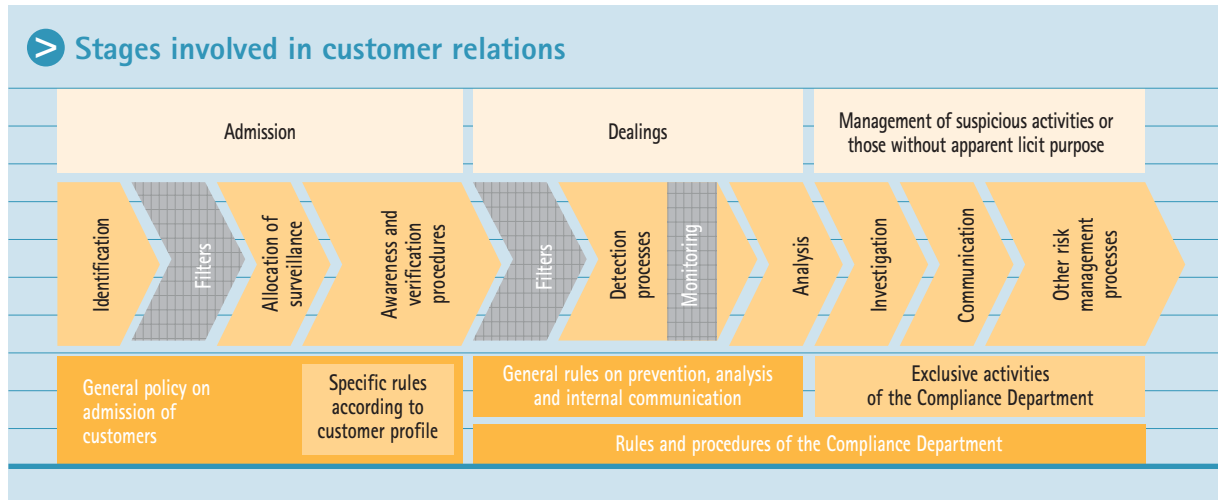 > Stages involved in customer relations
Admission
Dealings
Management of suspicious activities or
those without apparent licit purpose
Identification
Filters
Allocation of
surveillance
Awareness and
verification
procedures
Filters
Detection
processes
Monitoring
Analysis
Investigation
Communication
Other risk
management
processes
General policy on
admission of
customers
Specific rules
according to
customer profile
General rules on prevention, analysis
and internal communication
Exclusive activities
of the Compliance Department
Rules and procedures of the Compliance Department